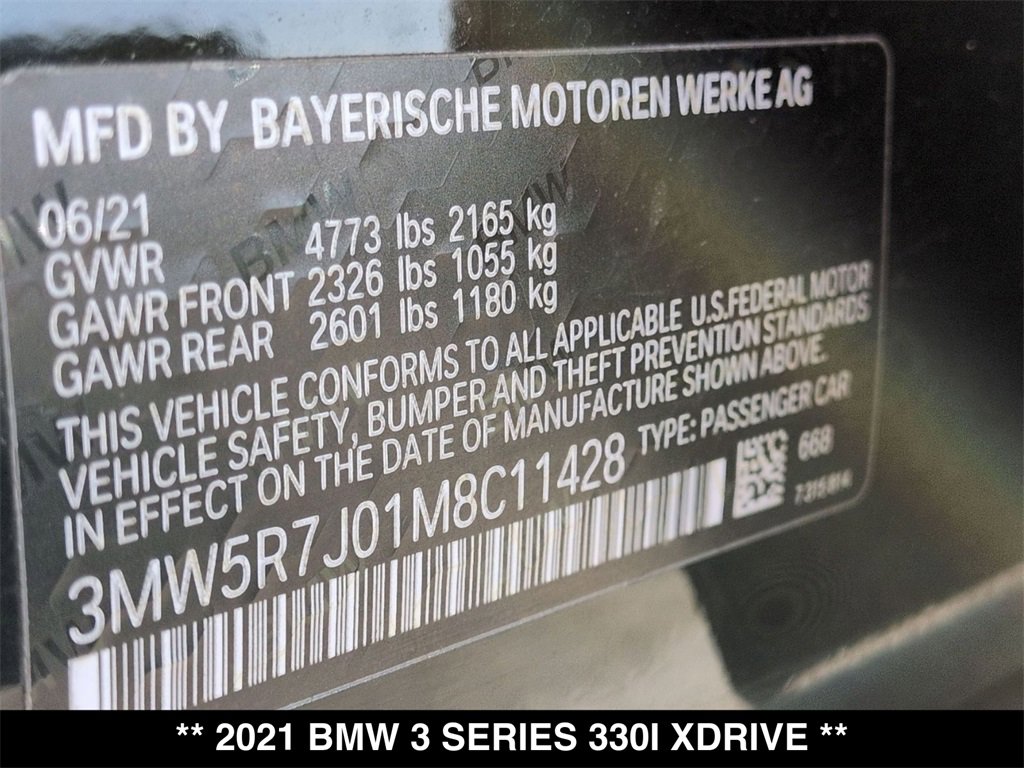 MFD BY BAYERISCHE MOTOREN WERKE AG
06/21
GVWR 4773 lbs 2165 kg
GAWR FRONT 2326 lbs 1055 kg
GAWR REAR 2601 lbs 1180 kg
THIS VEHICLE CONFORMS TO ALL APPLICABLE U.S.FEDERAL MOTOR
VEHICLE SAFETY, BUMPER AND THEFT PREVENTION STANDARDS
IN EFFECT ON THE DATE OF MANUFACTURE SHOWN ABOVE.
3MW5R7J01M8C11428 TYPE: PASSENGER CAR
668
** 2021 BMW 3 SERIES 330I XDRIVE **